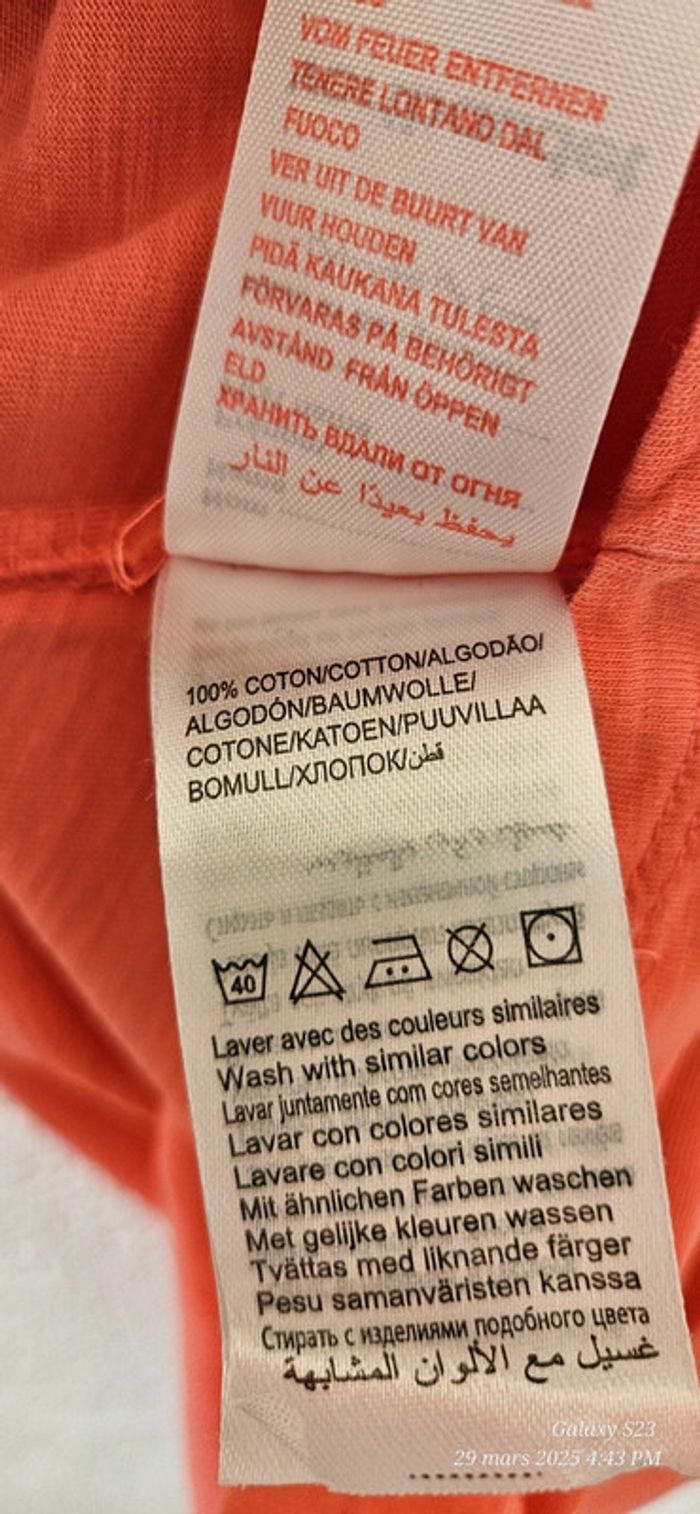 VOM FEUER ENTFERNEN
TENERE LONTANO DAL
FUOCO
VER UIT DE BUURT VAN
VUUR HOUDEN
PIDÄ KAUKANA TULESTA
FÖRVARAS PÅ BEHÖRIGT
AVSTÅND FRÅN ÖPPEN
ELD
ХРАНИТЬ ВДАЛИ ОТ ОГНЯ
يحفظ بعيدًا عن النار
100% COTON/COTTON/ALGODÃO/
ALGODÓN/BAUMWOLLE/
COTONE/KATOEN/PUUVILLAA
BOMULL/ХЛОПОК/قطن
40
Laver avec des couleurs similaires
Wash with similar colors
Lavar juntamente com cores semelhantes
Lavar con colores similares
Lavare con colori simili
Mit ähnlichen Farben waschen
Met gelijke kleuren wassen
Tvättas med liknande färger
Pesu samanväristen kanssa
Стирать с изделиями подобного цвета
غسيل مع الألوان المشابهة
Galaxy S23
29 mars 2025 4:43 PM